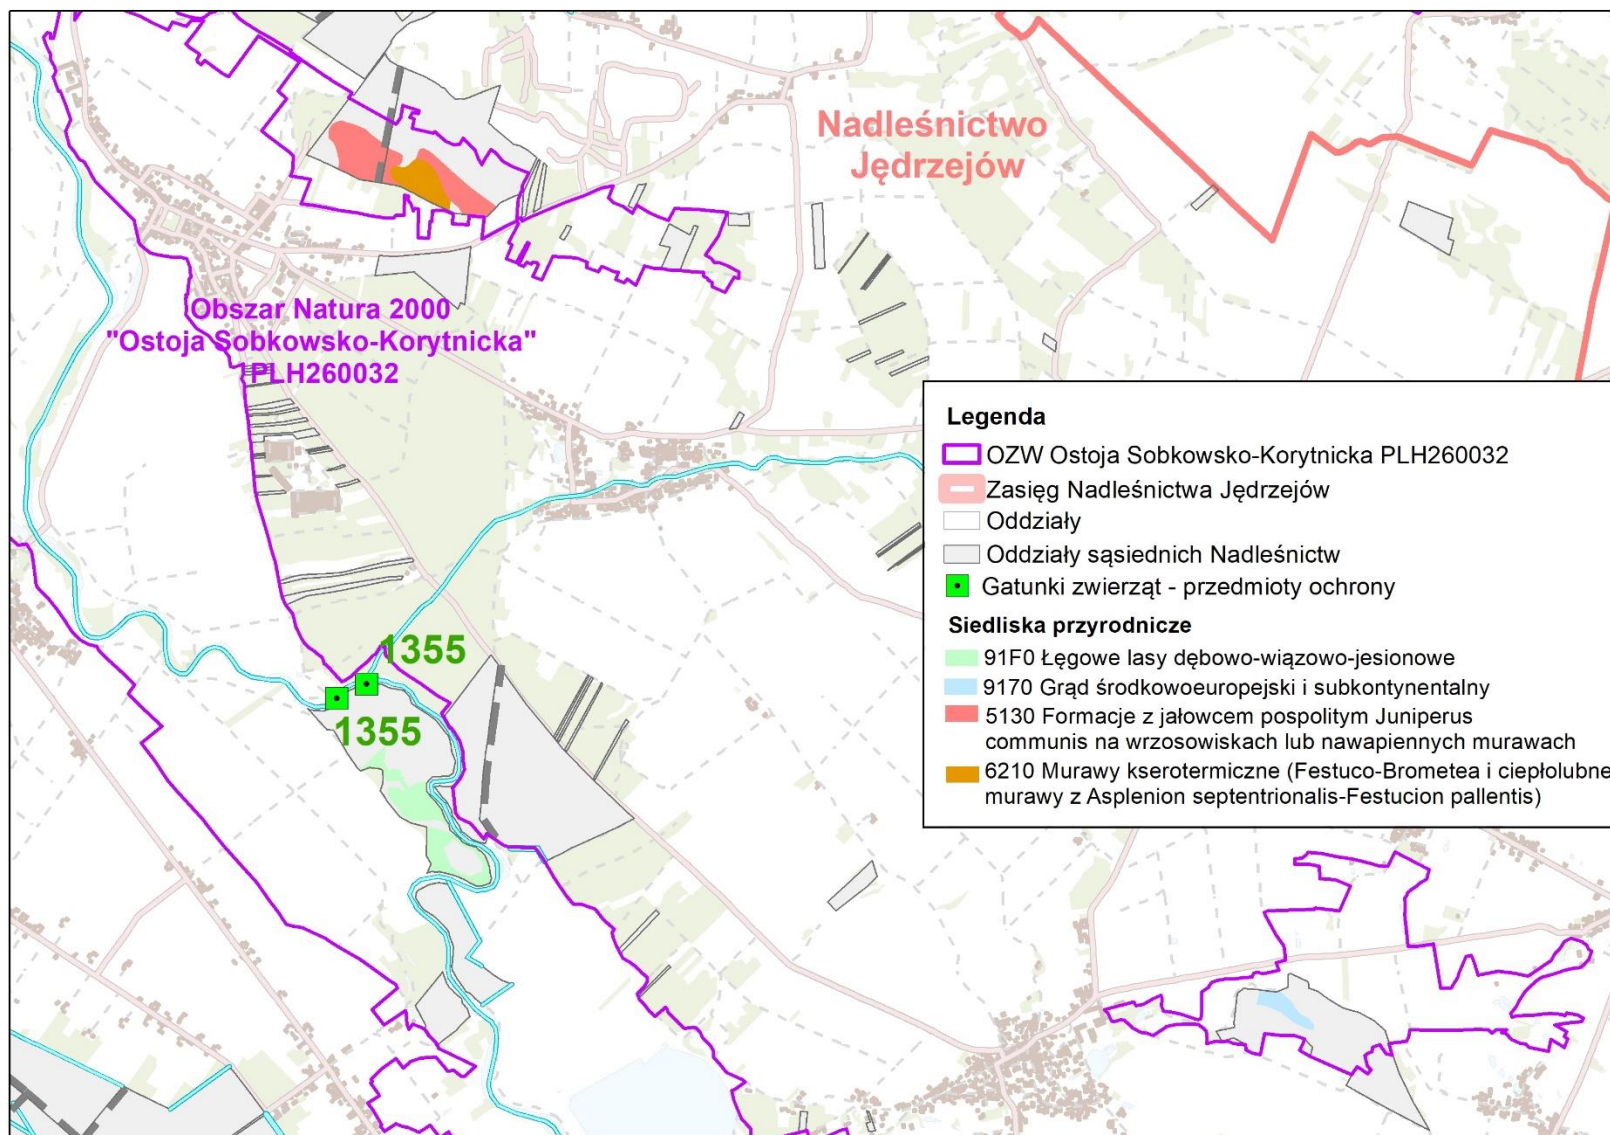 Nadleśnictwo
Jędrzejów
Obszar Natura 2000
"Ostoja Sobkowsko-Korytnicka"
PLH260032
Legenda
OZW Ostoja Sobkowsko-Korytnicka PLH260032
Zasięg Nadleśnictwa Jędrzejów
Oddziały
Oddziały sąsiednich Nadleśnictw
Gatunki zwierząt - przedmioty ochrony
Siedliska przyrodnicze
91F0 Łęgowe lasy dębowo-wiązowo-jesionowe
9170 Grąd środkowoeuropejski i subkontynentalny
5130 Formacje z jałowcem pospolitym Juniperus
communis na wrzosowiskach lub nawapiennych murawach
6210 Murawy kserotermiczne (Festuco-Brometea i ciepłolubne
murawy z Asplenion septentrionalis-Festucion pallentis)
1355
1355